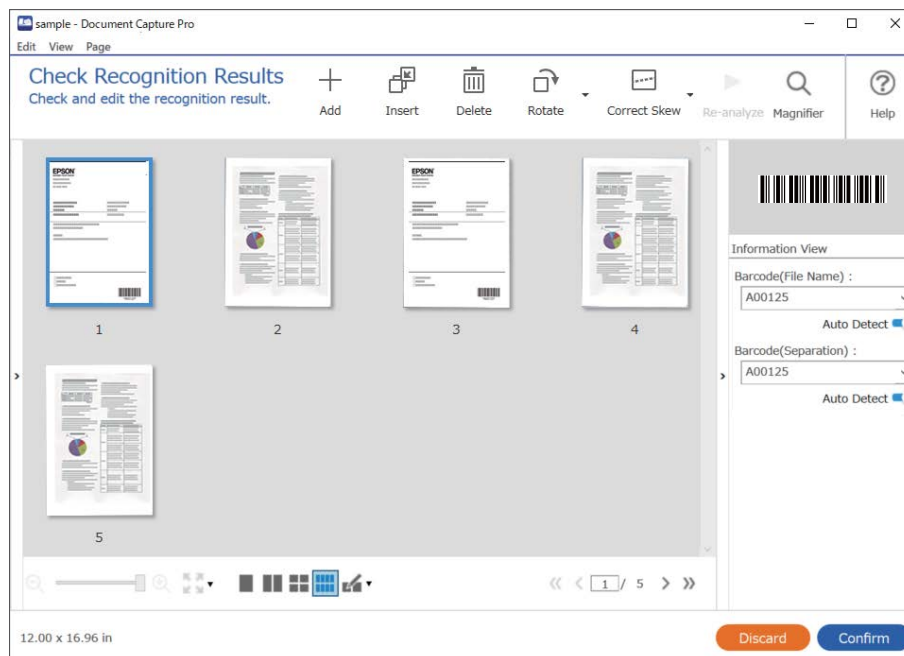 sample - Document Capture Pro
Edit View Page
Check Recognition Results
Check and edit the recognition result.
Add
Insert
Delete
Rotate
Correct Skew
Re-analyze
Magnifier
Help
EPSON
EPSON
1
2
3
4
5
Information View
Barcode(File Name) :
A00125
Auto Detect
Barcode(Separation) :
A00125
Auto Detect
1 / 5
12.00 x 16.96 in
Discard
Confirm